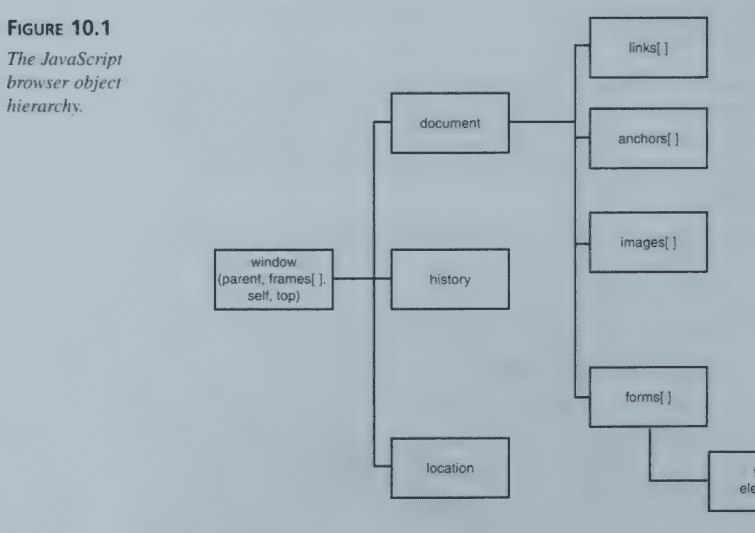 FIGURE 10.1
The JavaScript
browser object
hierarchy.
links[ ]
document
anchors[ ]
images[ ]
window
(parent, frames[ ],
self, top)
history
forms[ ]
location